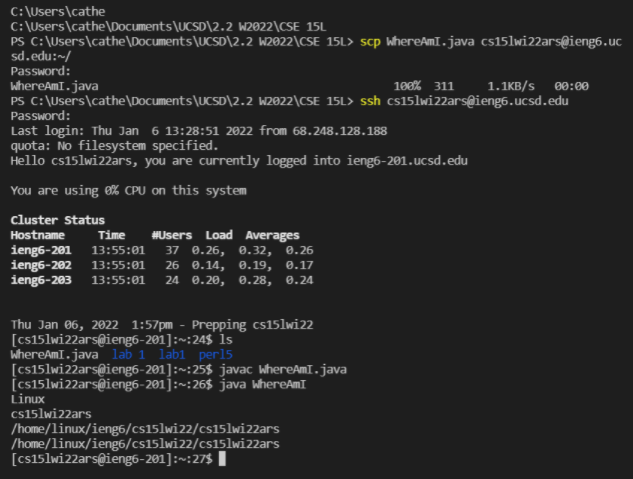 C:\Users\cathe
C:\Users\cathe\Documents\UCSD\2.2 W2022\CSE 15L
PS C:\Users\cathe\Documents\UCSD\2.2 W2022\CSE 15L> scp WhereAmI.java cs15lwi22ars@ieng6.uc
sd.edu:~/
Password:
WhereAmI.java 100% 311 1.1KB/s 00:00
PS C:\Users\cathe\Documents\UCSD\2.2 W2022\CSE 15L> ssh cs15lwi22ars@ieng6.ucsd.edu
Password:
Last login: Thu Jan  6 13:28:51 2022 from 68.248.128.188
quota: No filesystem specified.
Hello cs15lwi22ars, you are currently logged into ieng6-201.ucsd.edu
You are using 0% CPU on this system
Cluster Status
Hostname Time #Users Load Averages
ieng6-201 13:55:01 37 0.26, 0.32, 0.26
ieng6-202 13:55:01 26 0.14, 0.19, 0.17
ieng6-203 13:55:01 24 0.20, 0.28, 0.24
Thu Jan 06, 2022  1:57pm - Prepping cs15lwi22
[cs15lwi22ars@ieng6-201]:~:24$ ls
WhereAmI.java  lab 1  lab1  perl5
[cs15lwi22ars@ieng6-201]:~:25$ javac WhereAmI.java
[cs15lwi22ars@ieng6-201]:~:26$ java WhereAmI
Linux
cs15lwi22ars
/home/linux/ieng6/cs15lwi22/cs15lwi22ars
/home/linux/ieng6/cs15lwi22/cs15lwi22ars
[cs15lwi22ars@ieng6-201]:~:27$